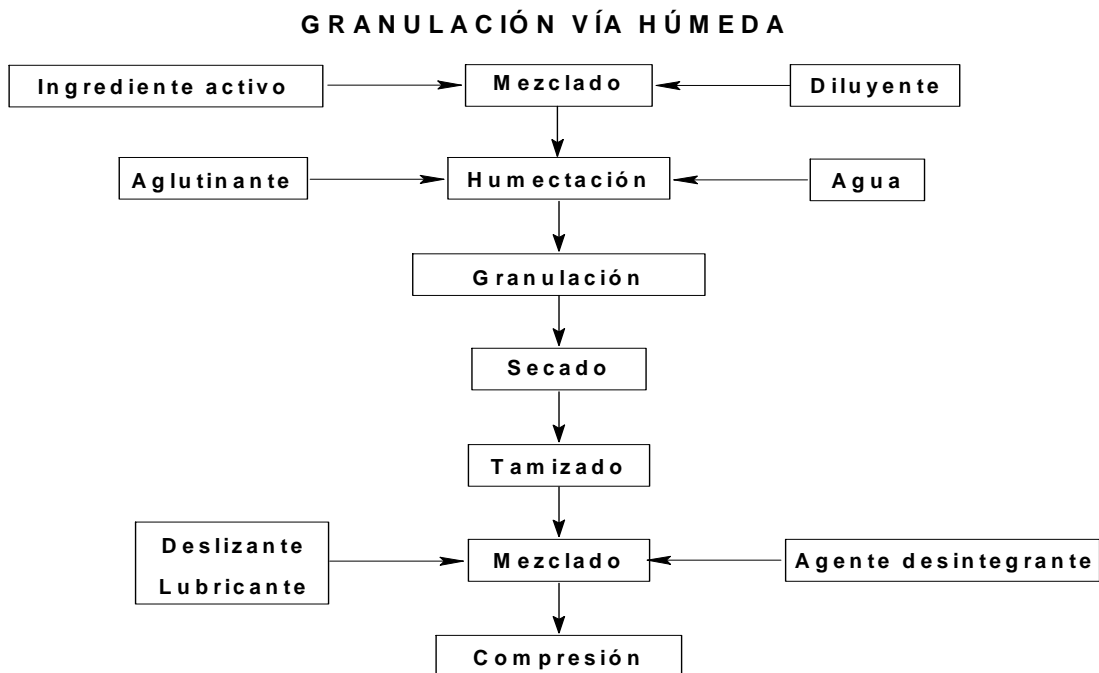 GRANULACIÓN VÍA HÚMEDA
Ingrediente activo
Mezclado
Diluyente
Aglutinante
Humectación
Agua
Granulación
Secado
Tamizado
Deslizante
Lubricante
Mezclado
Agente desintegrante
Compresión